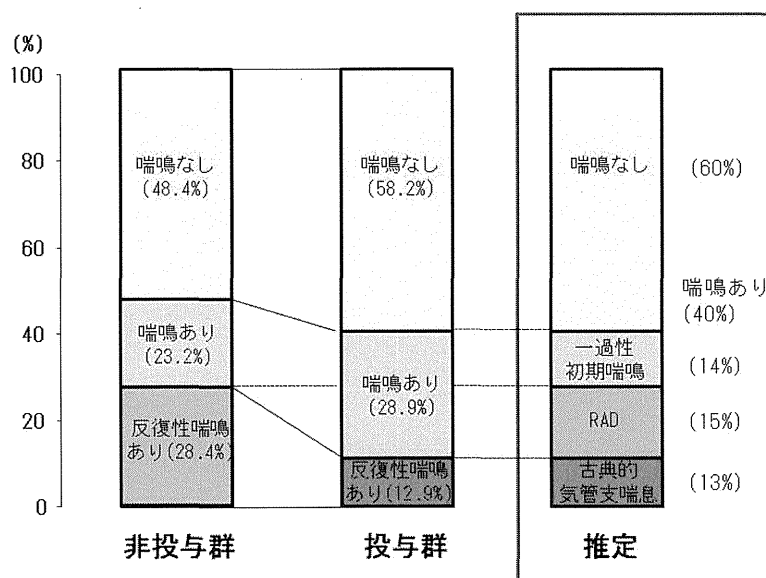 (%)
100
80
60
40
20
0
喘鳴なし
(48.4%)
喘鳴あり
(23.2%)
反復性喘鳴
あり(28.4%)
非投与群
喘鳴なし
(58.2%)
喘鳴あり
(28.9%)
反復性喘鳴
あり(12.9%)
投与群
喘鳴なし
(60%)
喘鳴あり
(40%)
一過性
初期喘鳴
(14%)
RAD
(15%)
古典的
気管支喘息
(13%)
推定